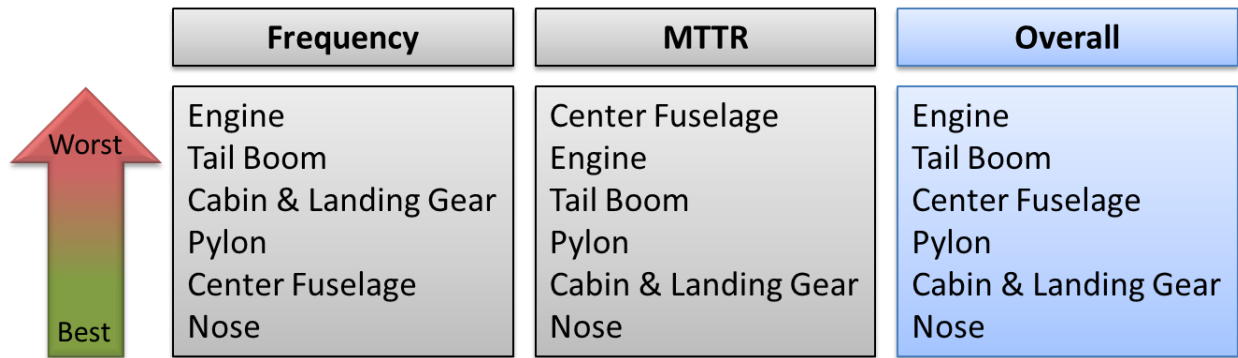 Frequency
MTTR
Overall
Worst
Best
Engine
Tail Boom
Cabin & Landing Gear
Pylon
Center Fuselage
Nose
Center Fuselage
Engine
Tail Boom
Pylon
Cabin & Landing Gear
Nose
Engine
Tail Boom
Center Fuselage
Pylon
Cabin & Landing Gear
Nose